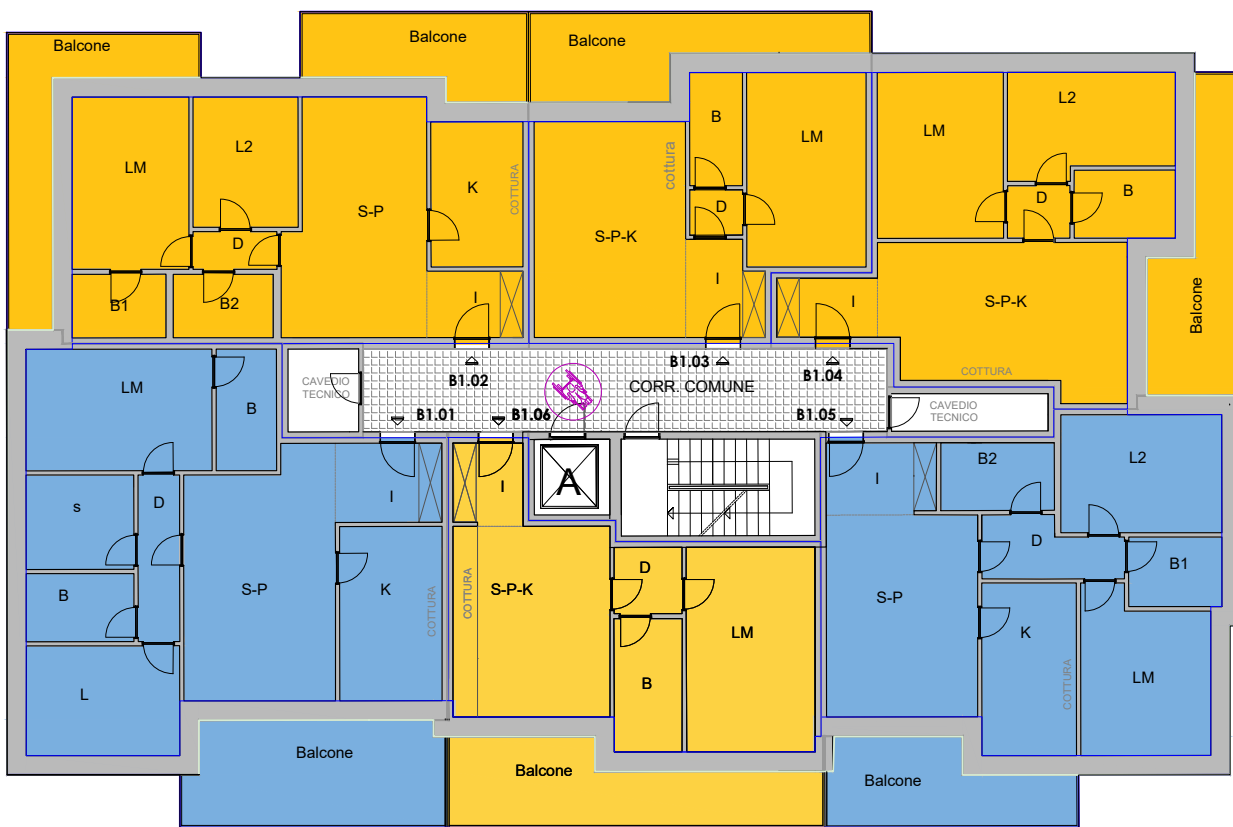 Balcone
Balcone
Balcone
LM
L2
S-P
K
COTTURA
D
B1
B2
I
S-P-K
cottura
B
D
LM
I
LM
L2
D
B
I
S-P-K
COTTURA
Balcone
CAVEDIO
TECNICO
B1.02
B1.03
B1.04
CORR. COMUNE
B1.01
B1.06
B1.05
CAVEDIO
TECNICO
A
LM
B
s
D
B
L
S-P
I
K
COTTURA
Balcone
I
COTTURA
S-P-K
D
B
LM
Balcone
I
B2
L2
D
B1
S-P
K
COTTURA
LM
Balcone